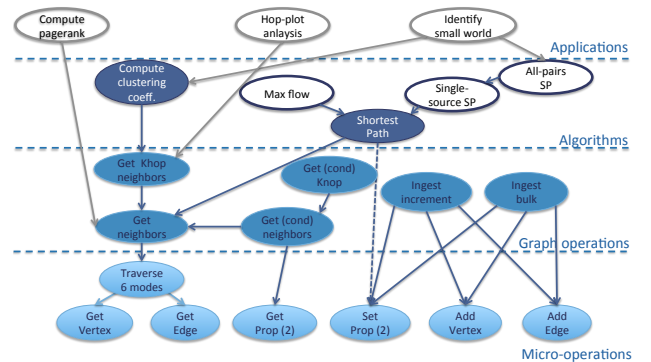 Compute
pagerank
Hop-plot
anlaysis
Identify
small world
Applications
Compute
clustering
coeff.
Max flow
Single-
source SP
All-pairs
SP
Shortest
Path
Algorithms
Get Khop
neighbors
Get (cond)
Knop
Ingest
increment
Ingest
bulk
Get
neighbors
Get (cond)
neighbors
Graph operations
Traverse
6 modes
Get
Vertex
Get
Edge
Get
Prop (2)
Set
Prop (2)
Add
Vertex
Add
Edge
Micro-operations